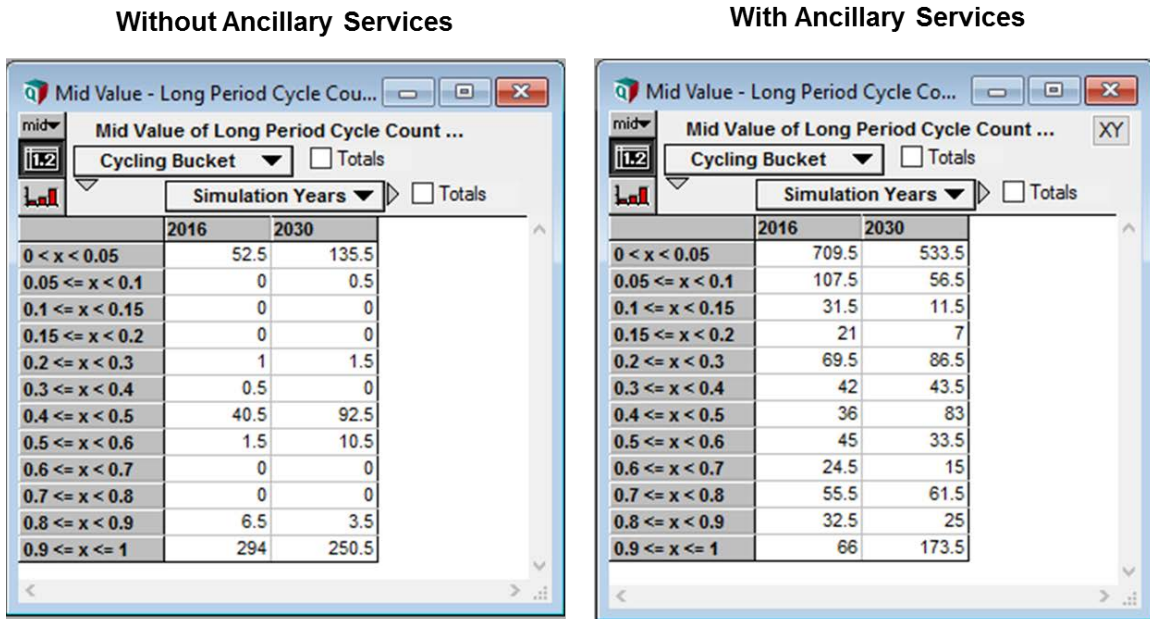 Without Ancillary Services
Mid Value - Long Period Cycle Cou...
mid
Mid Value of Long Period Cycle Count ...
1.2
Cycling Bucket
Totals
Simulation Years
Totals
2016 2030
0 < x < 0.05 52.5 135.5
0.05 <= x < 0.1 0 0.5
0.1 <= x < 0.15 0 0
0.15 <= x < 0.2 0 0
0.2 <= x < 0.3 1 1.5
0.3 <= x < 0.4 0.5 0
0.4 <= x < 0.5 40.5 92.5
0.5 <= x < 0.6 1.5 10.5
0.6 <= x < 0.7 0 0
0.7 <= x < 0.8 0 0
0.8 <= x < 0.9 6.5 3.5
0.9 <= x <= 1 294 250.5
With Ancillary Services
Mid Value - Long Period Cycle Co...
mid
Mid Value of Long Period Cycle Count ...
XY
1.2
Cycling Bucket
Totals
Simulation Years
Totals
2016 2030
0 < x < 0.05 709.5 533.5
0.05 <= x < 0.1 107.5 56.5
0.1 <= x < 0.15 31.5 11.5
0.15 <= x < 0.2 21 7
0.2 <= x < 0.3 69.5 86.5
0.3 <= x < 0.4 42 43.5
0.4 <= x < 0.5 36 83
0.5 <= x < 0.6 45 33.5
0.6 <= x < 0.7 24.5 15
0.7 <= x < 0.8 55.5 61.5
0.8 <= x < 0.9 32.5 25
0.9 <= x <= 1 66 173.5